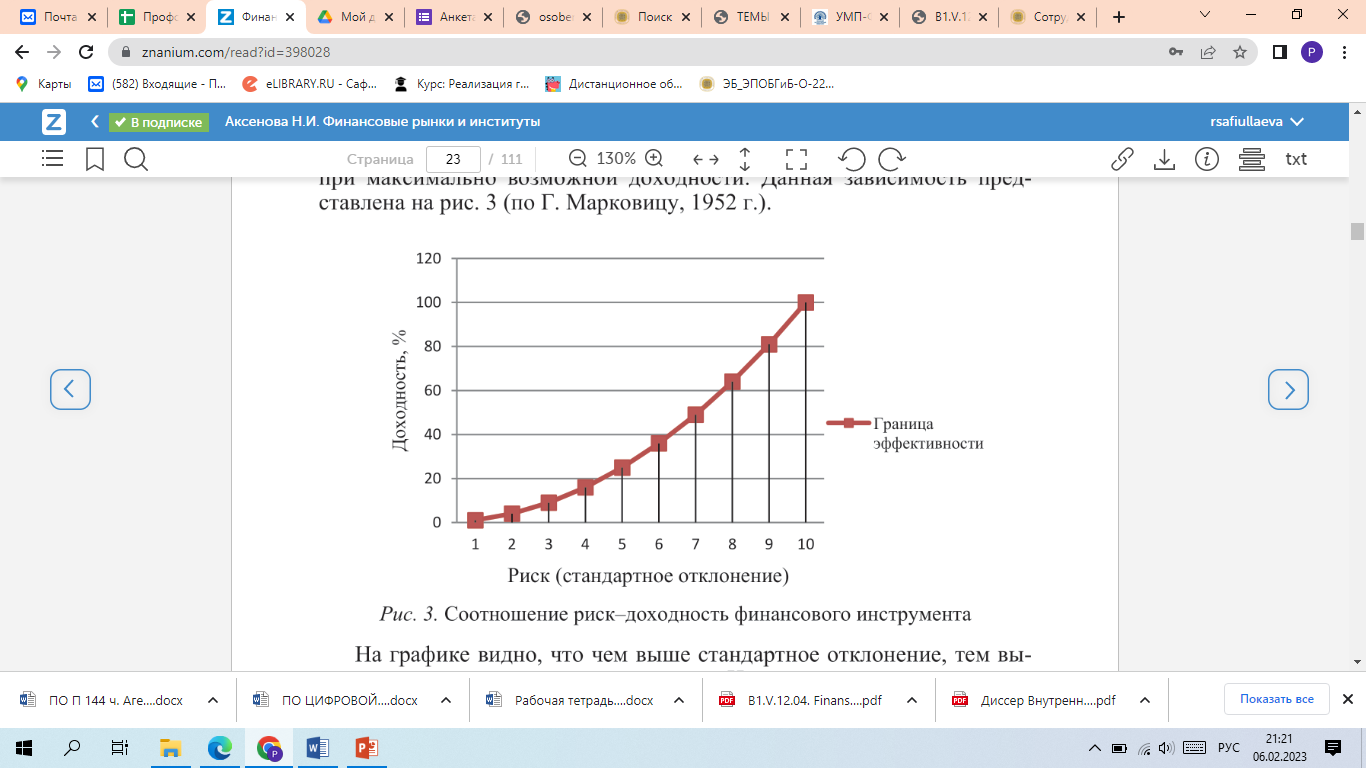 Почта
Профс
Финан
Мой д
Анкета
osobe
Поиск
ТЕМЫ
УМП-С
B1.V.12
Сотру
znanium.com/read?id=398028
P
Карты
(582) Входящие - П...
eLIBRARY.RU - Саф...
Курс: Реализация г...
Дистанционное об...
ЭБ_ЭПОБГиБ-О-22...
Z
В подписке
Аксенова Н.И. Финансовые рынки и институты
rsafiullaeva
Страница 23 / 111
130%
txt
при максимально возможной доходности. Данная зависимость пред-
ставлена на рис. 3 (по Г. Марковицу, 1952 г.).
120
100
80
60
40
20
0
Доходность, %
1 2 3 4 5 6 7 8 9 10
Риск (стандартное отклонение)
Граница
эффективности
Рис. 3. Соотношение риск–доходность финансового инструмента
На графике видно, что чем выше стандартное отклонение, тем вы-
ПО П 144 ч. Аге....docx
ПО ЦИФРОВОЙ....docx
Рабочая тетрадь....docx
B1.V.12.04. Finans....pdf
Диссер Внутренн....pdf
Показать все
РУС
21:21
06.02.2023